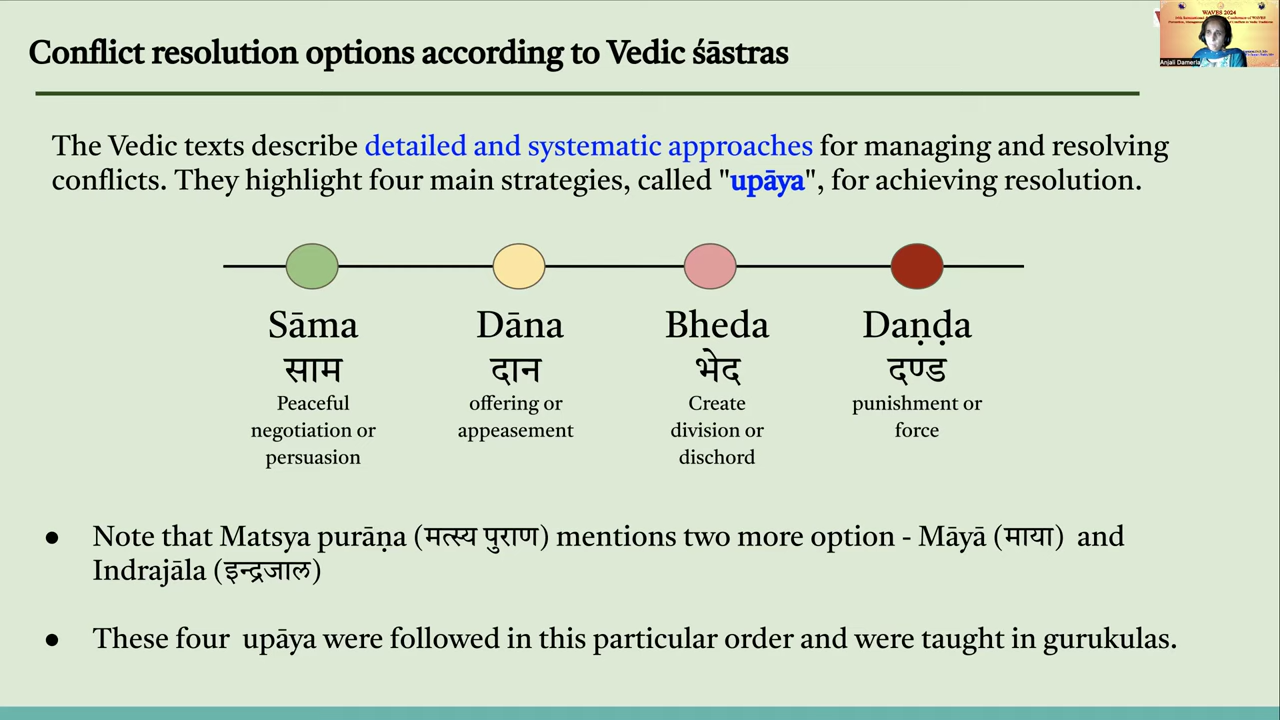 Conflict resolution options according to Vedic śāstras
WAVES 2024
Anjali Dameria
The Vedic texts describe detailed and systematic approaches for managing and resolving
conflicts. They highlight four main strategies, called "upāya", for achieving resolution.
Sāma
साम
Peaceful
negotiation or
persuasion
Dāna
दान
offering or
appeasement
Bheda
भेद
Create
division or
dischord
Daṇḍa
दण्ड
punishment or
force
● Note that Matsya purāṇa (मत्स्य पुराण) mentions two more option - Māyā (माया) and
Indrajāla (इन्द्रजाल)
● These four upāya were followed in this particular order and were taught in gurukulas.